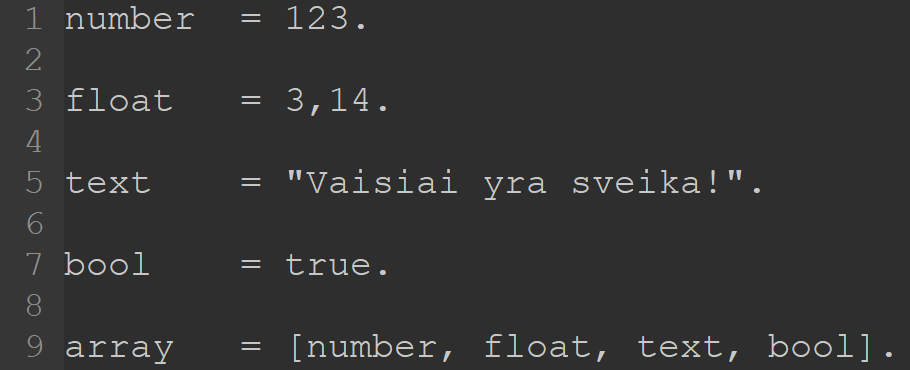 1 number  = 123.
2
3 float   = 3,14.
4
5 text    = "Vaisiai yra sveika!".
6
7 bool    = true.
8
9 array   = [number, float, text, bool].